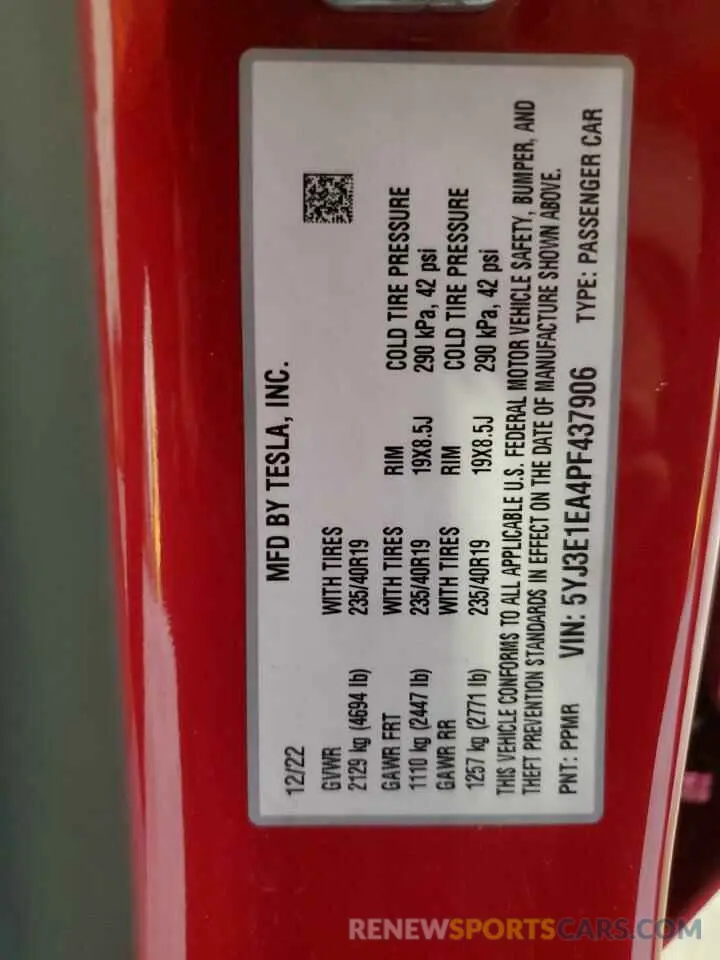 MFD BY TESLA, INC.
12/22
GVWR WITH TIRES
2129 kg (4694 lb) 235/40R19
GAWR FRT WITH TIRES RIM COLD TIRE PRESSURE
1110 kg (2447 lb) 235/40R19 19X8.5J 290 kPa, 42 psi
GAWR RR WITH TIRES RIM COLD TIRE PRESSURE
1257 kg (2771 lb) 235/40R19 19X8.5J 290 kPa, 42 psi
THIS VEHICLE CONFORMS TO ALL APPLICABLE U.S. FEDERAL MOTOR VEHICLE SAFETY, BUMPER, AND
THEFT PREVENTION STANDARDS IN EFFECT ON THE DATE OF MANUFACTURE SHOWN ABOVE.
PNT: PPMR VIN: 5YJ3E1EA4PF437906 TYPE: PASSENGER CAR
RENEWSPORTSCARS.COM